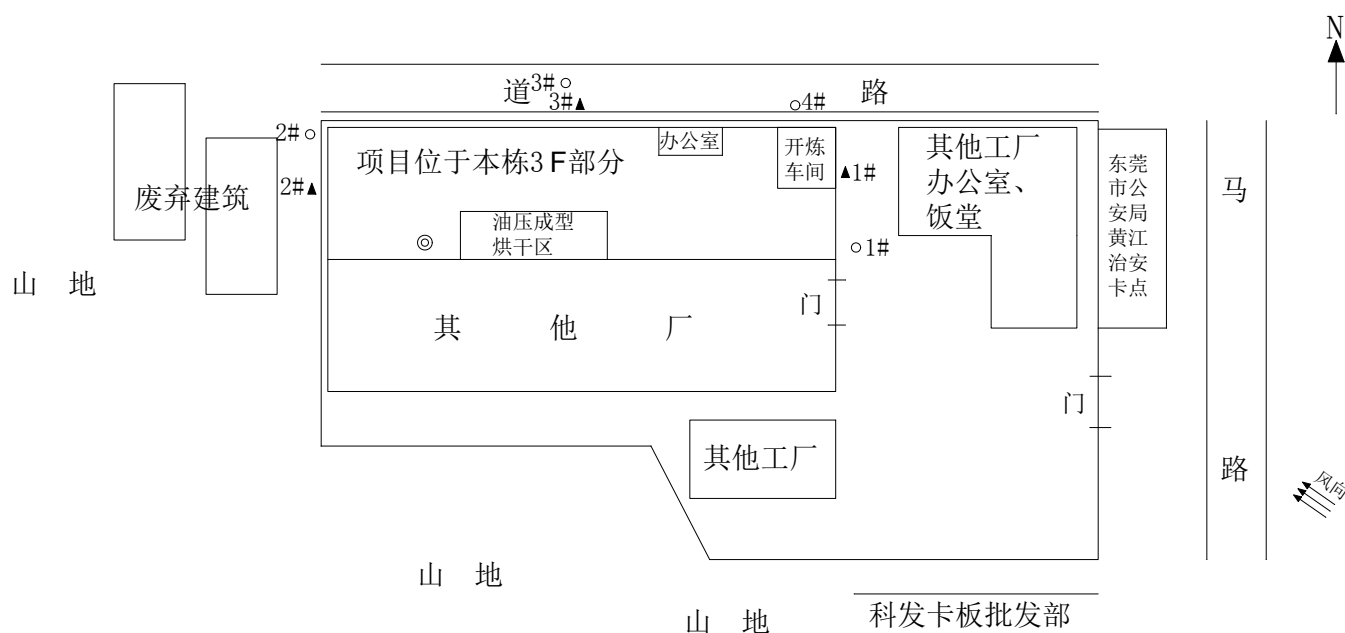 N
道 路
3#
3#▲
4#
2#
2#▲
办公室
开炼
车间
项目位于本栋3F部分
▲1#
其他工厂
办公室、
饭堂
东莞
市公
安局
黄江
治安
卡点
马
路
废弃建筑
油压成型
烘干区
1#
山 地
门
其 他 厂
门
其他工厂
风向
山 地
山 地
科发卡板批发部